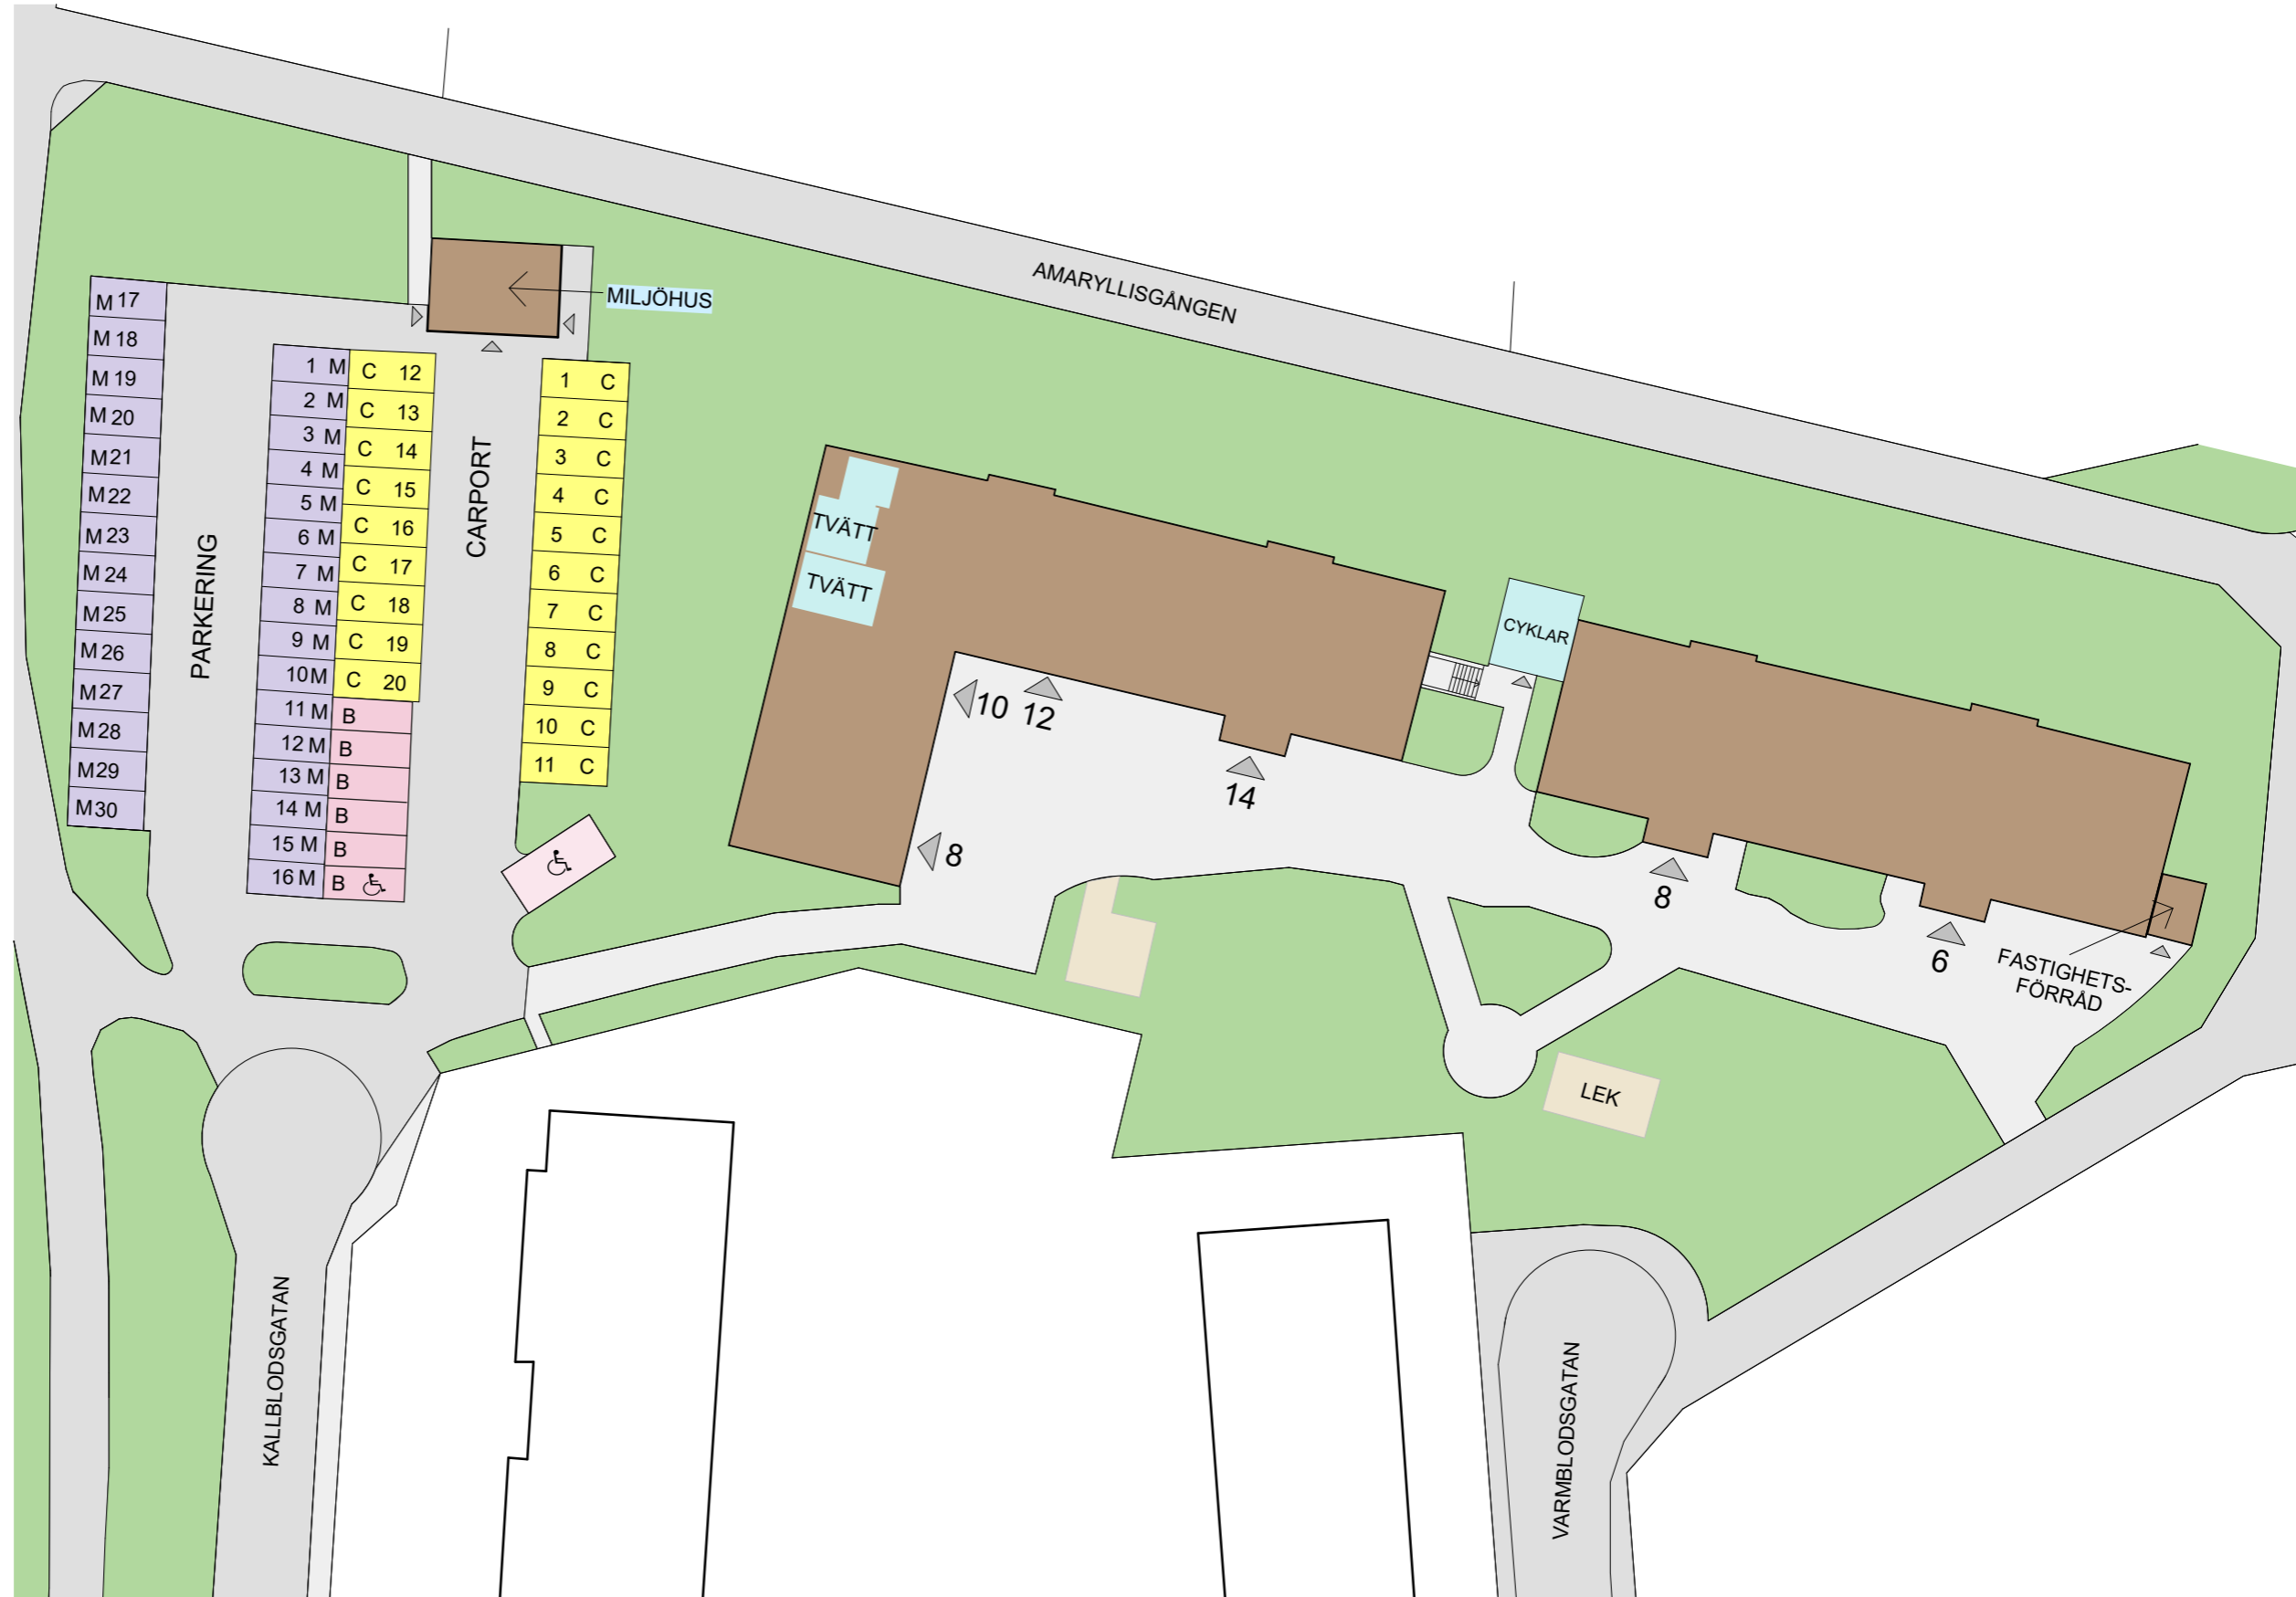 AMARYLLISGÅNGEN
MILJÖHUS
M 17
M 18
M 19
M 20
M 21
M 22
M 23
M 24
M 25
M 26
M 27
M 28
M 29
M 30
PARKERING
1 M
2 M
3 M
4 M
5 M
6 M
7 M
8 M
9 M
10 M
11 M
12 M
13 M
14 M
15 M
16 M
C 12
C 13
C 14
C 15
C 16
C 17
C 18
C 19
C 20
B
B
B
B
B
B
CARPORT
1 C
2 C
3 C
4 C
5 C
6 C
7 C
8 C
9 C
10 C
11 C
TVÄTT
TVÄTT
CYKLAR
10
12
14
8
8
6
FASTIGHETS-
FÖRRÅD
LEK
KALLBLODSGATAN
VARMBLODSGATAN